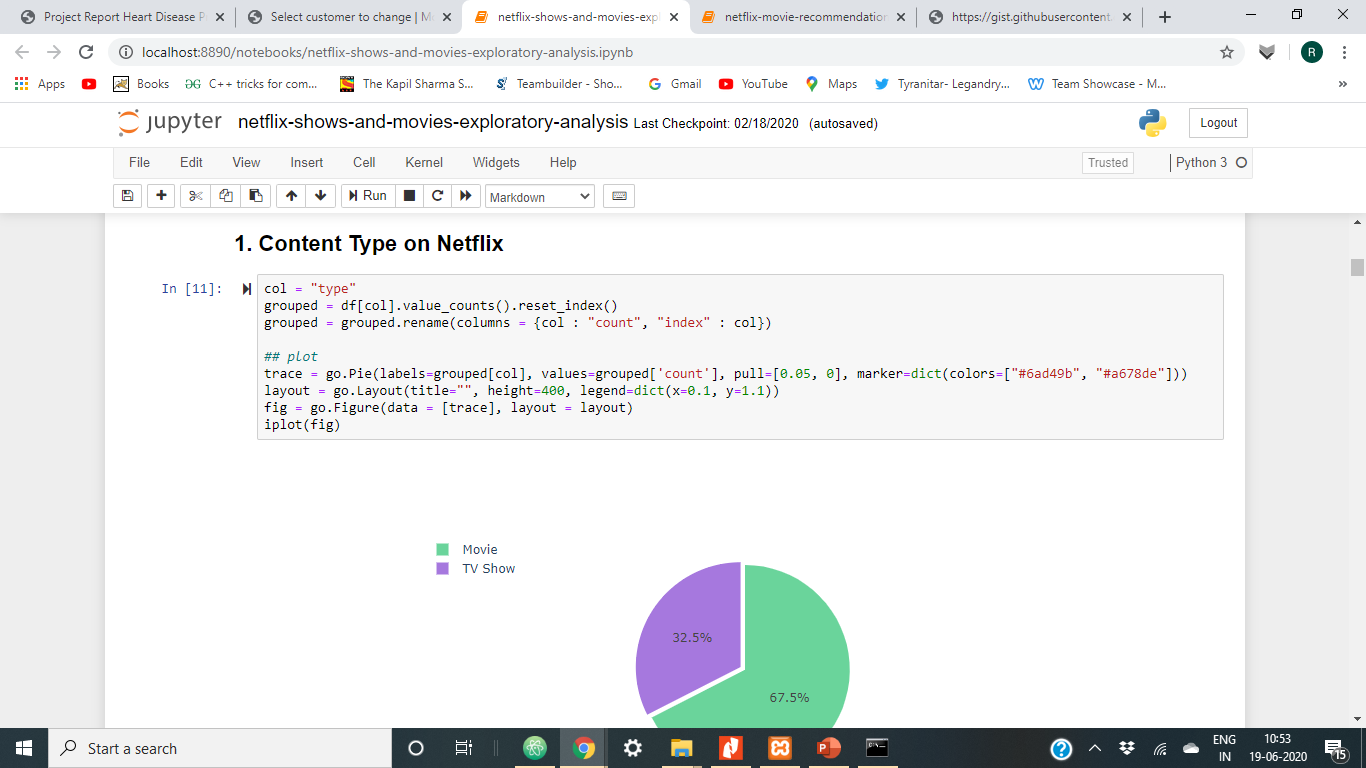 Project Report Heart Disease P
Select customer to change | M
netflix-shows-and-movies-expl
netflix-movie-recommendation
https://gist.githubusercontent.
localhost:8890/notebooks/netflix-shows-and-movies-exploratory-analysis.ipynb
R
Apps
Books
C++ tricks for com...
The Kapil Sharma S...
Teambuilder - Sho...
Gmail
YouTube
Maps
Tyranitar- Legandry...
Team Showcase - M...
jupyter netflix-shows-and-movies-exploratory-analysis Last Checkpoint: 02/18/2020 (autosaved)
Logout
File Edit View Insert Cell Kernel Widgets Help
Trusted
Python 3
Run
Markdown
1. Content Type on Netflix
In [11]:
col = "type"
grouped = df[col].value_counts().reset_index()
grouped = grouped.rename(columns = {col : "count", "index" : col})
## plot
trace = go.Pie(labels=grouped[col], values=grouped['count'], pull=[0.05, 0], marker=dict(colors=["#6ad49b", "#a678de"]))
layout = go.Layout(title="", height=400, legend=dict(x=0.1, y=1.1))
fig = go.Figure(data = [trace], layout = layout)
iplot(fig)
Movie
TV Show
32.5%
67.5%
Start a search
ENG
IN
10:53
19-06-2020
15